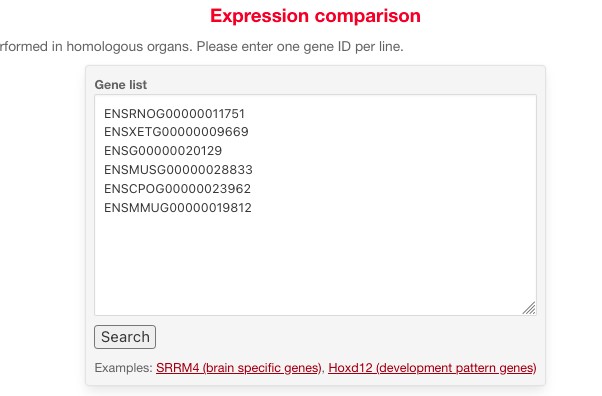 Expression comparison
rformed in homologous organs. Please enter one gene ID per line.
Gene list
ENSRNOG00000011751
ENSXETG00000009669
ENSG00000020129
ENSMUSG00000028833
ENSCPOG00000023962
ENSMMUG00000019812
Search
Examples: SRRM4 (brain specific genes), Hoxd12 (development pattern genes)